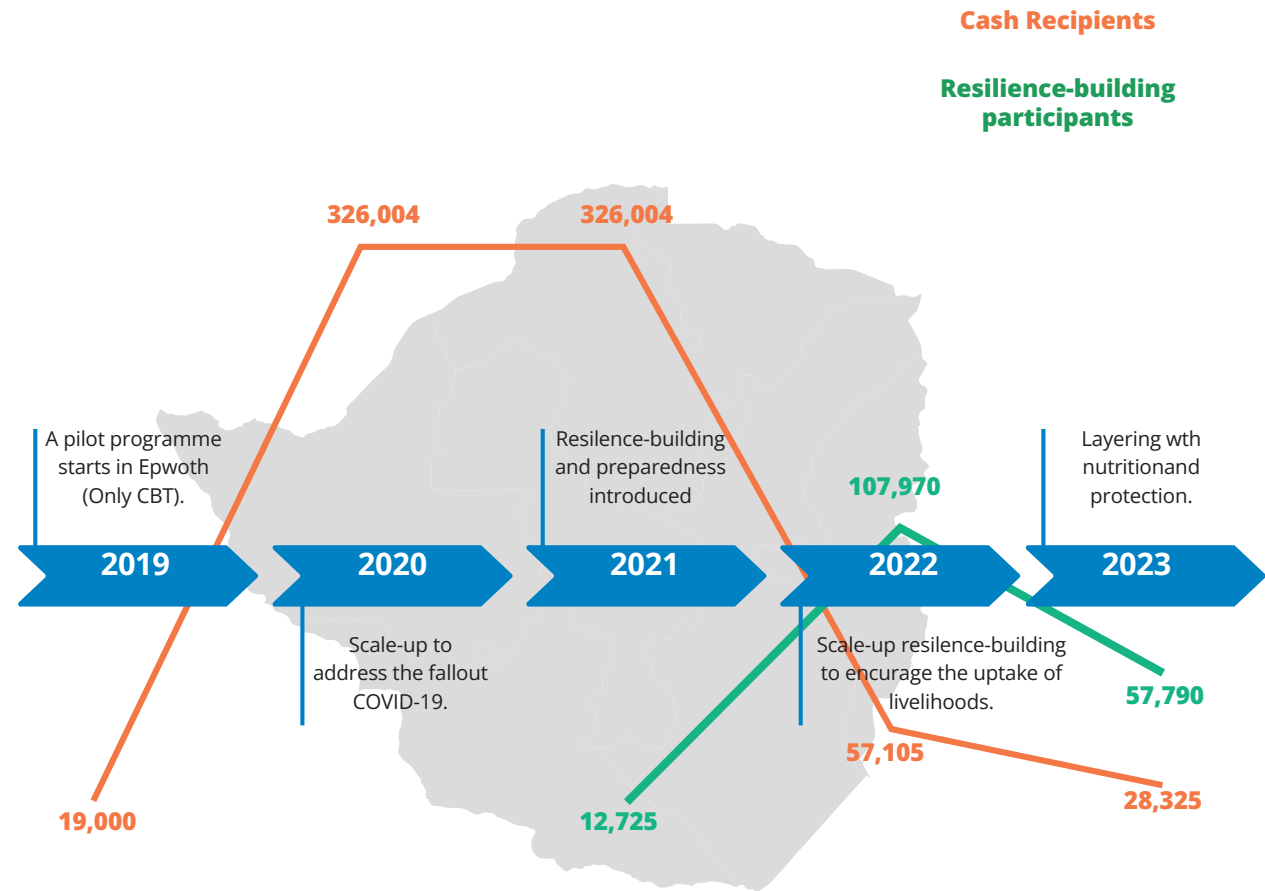 Cash Recipients
Resilience-building
participants
326,004
326,004
A pilot programme
starts in Epwoth
(Only CBT).
Resilence-building
and preparedness
introduced
107,970
Layering wth
nutritionand
protection.
2019
2020
2021
2022
2023
Scale-up to
address the fallout
COVID-19.
Scale-up resilence-building
to encurage the uptake of
livelihoods.
57,790
57,105
28,325
19,000
12,725